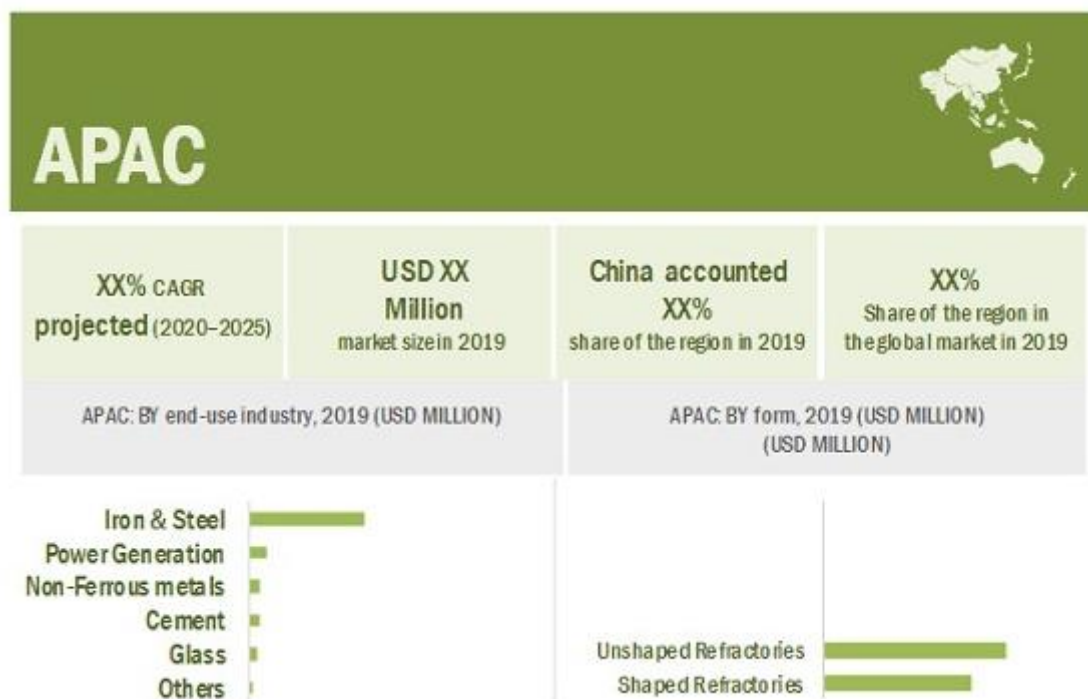 APAC
XX% CAGR
projected (2020–2025)
USD XX
Million
market size in 2019
China accounted
XX%
share of the region in 2019
XX%
Share of the region in
the global market in 2019
APAC: BY end-use industry, 2019 (USD MILLION)
APAC: BY form, 2019 (USD MILLION)
(USD MILLION)
Iron & Steel
Power Generation
Non-Ferrous metals
Cement
Glass
Others
Unshaped Refractories
Shaped Refractories